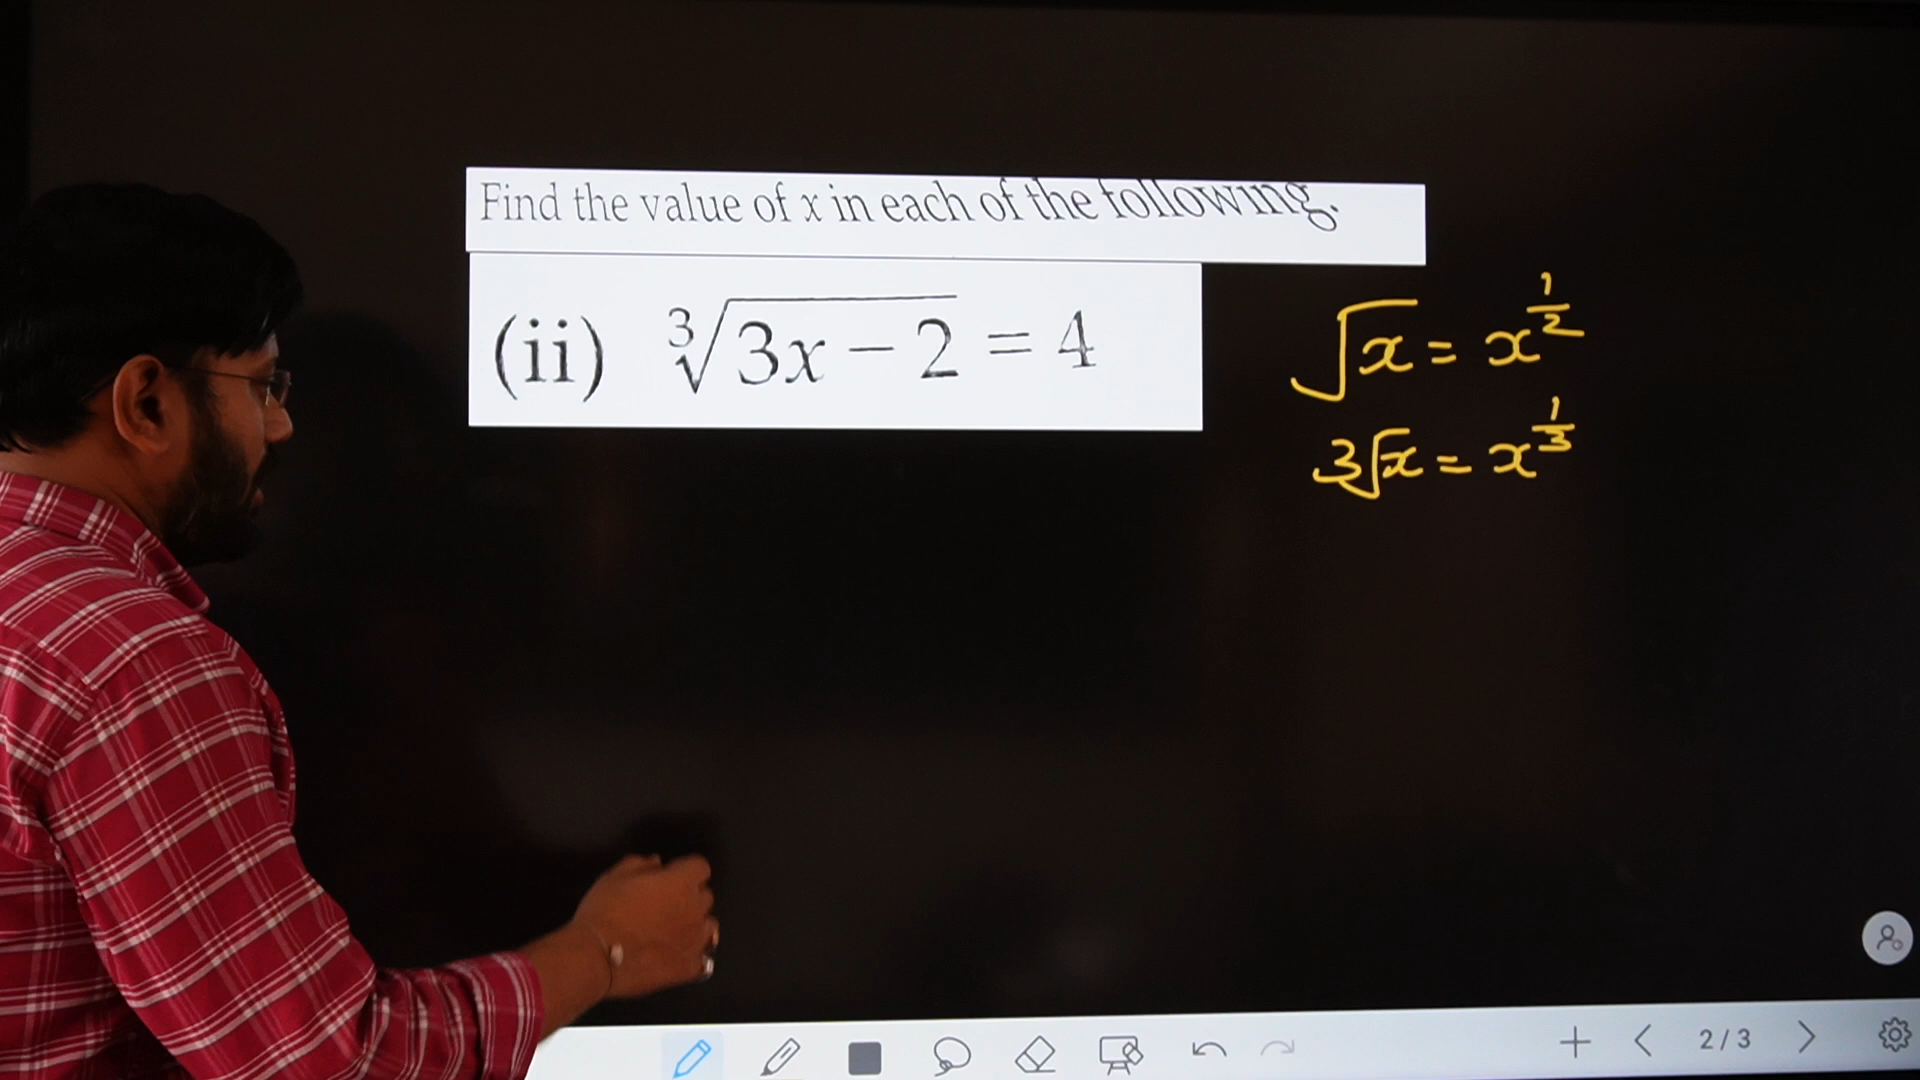 Find the value of x in each of the following.
(ii) ∛(3x − 2) = 4
√x = x^(1/2)
3√x = x^(1/3)
2/3